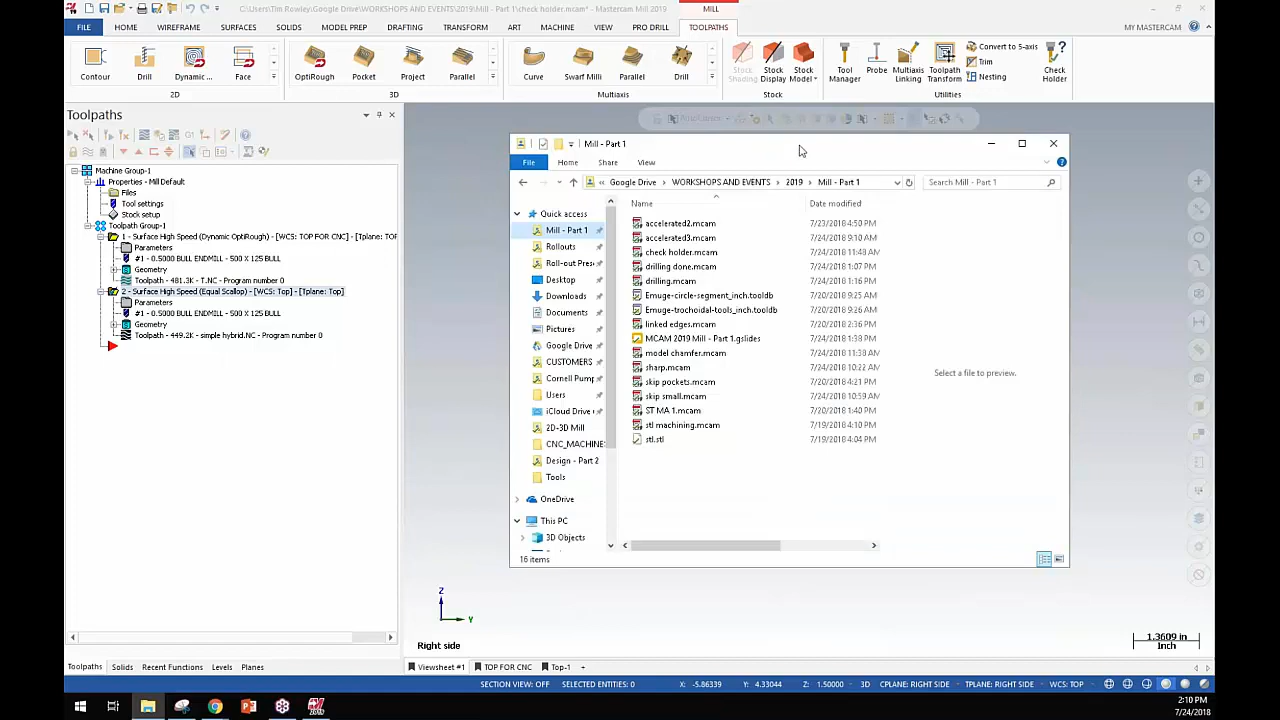 C:\Users\Tim Rowley\Google Drive\WORKSHOPS AND EVENTS\2019\Mill - Part 1\check holder.mcam* - Mastercam Mill 2019
MILL
FILE HOME WIREFRAME SURFACES SOLIDS MODEL PREP DRAFTING TRANSFORM ART MACHINE VIEW PRO DRILL TOOLPATHS MY MASTERCAM
Contour Drill Dynamic ... Face OptiRough Pocket Project Parallel Curve Swarf Milli Parallel Drill Stock Shading Stock Display Stock Model Tool Manager Probe Multiaxis Linking Toolpath Transform Convert to 5-axis Trim Nesting Check Holder
2D 3D Multiaxis Stock Utilities
Toolpaths
Machine Group-1
Properties - Mill Default
Files
Tool settings
Stock setup
Toolpath Group-1
1 - Surface High Speed (Dynamic OptiRough) - [WCS: TOP FOR CNC] - [Tplane: TOF
Parameters
#1 - 0.5000 BULL ENDMILL - 500 X 125 BULL
Geometry
Toolpath - 481.3K - T.NC - Program number 0
2 - Surface High Speed (Equal Scallop) - [WCS: Top] - [Tplane: Top]
Parameters
#1 - 0.5000 BULL ENDMILL - 500 X 125 BULL
Geometry
Toolpath - 449.2K - simple hybrid.NC - Program number 0
Mill - Part 1
File Home Share View
Google Drive WORKSHOPS AND EVENTS 2019 Mill - Part 1 Search Mill - Part 1
Quick access
Mill - Part 1
Rollouts
Roll-out Pres
Desktop
Downloads
Documents
Pictures
Google Drive
CUSTOMERS
Cornell Pump
Users
iCloud Drive
2D-3D Mill
CNC_MACHINE
Design - Part 2
Tools
OneDrive
This PC
3D Objects
Name Date modified
accelerated2.mcam 7/23/2018 4:50 PM
accelerated3.mcam 7/24/2018 9:10 AM
check holder.mcam 7/24/2018 11:48 AM
drilling done.mcam 7/24/2018 1:07 PM
drilling.mcam 7/24/2018 1:16 PM
Emuge-circle-segment_inch.tooldb 7/20/2018 9:25 AM
Emuge-trochoidal-tools_inch.tooldb 7/20/2018 9:26 AM
linked edges.mcam 7/20/2018 2:36 PM
MCAM 2019 Mill - Part 1.gslides 7/24/2018 1:38 PM
model chamfer.mcam 7/24/2018 11:38 AM
sharp.mcam 7/24/2018 10:22 AM
skip pockets.mcam 7/20/2018 4:21 PM
skip small.mcam 7/24/2018 10:59 AM
ST MA 1.mcam 7/20/2018 1:40 PM
stl machining.mcam 7/19/2018 4:10 PM
stl.stl 7/19/2018 4:04 PM
Select a file to preview.
16 items
Z
Y
Right side
1.3609 in
Inch
Toolpaths Solids Recent Functions Levels Planes
Viewsheet #1 TOP FOR CNC Top-1 +
SECTION VIEW: OFF SELECTED ENTITIES: 0 X: -5.86339 Y: 4.33044 Z: 1.50000 3D CPLANE: RIGHT SIDE TPLANE: RIGHT SIDE WCS: TOP
2:10 PM
7/24/2018